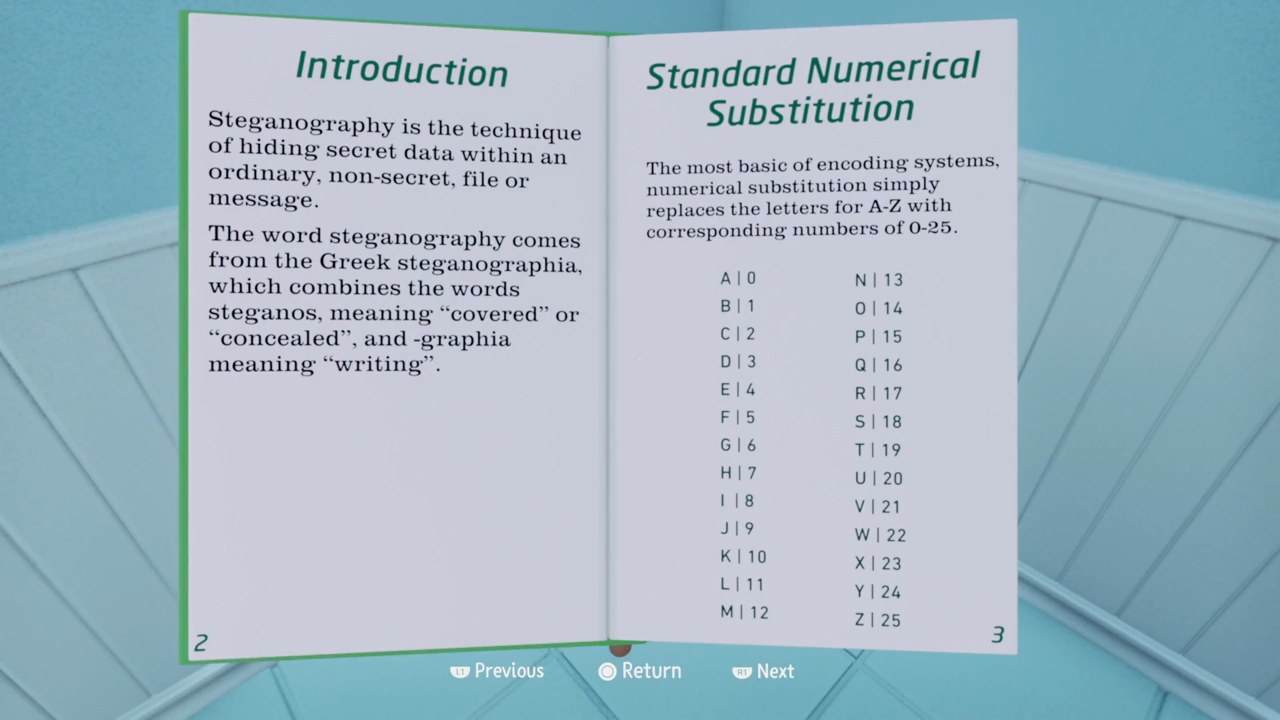 Introduction
Steganography is the technique
of hiding secret data within an
ordinary, non-secret, file or
message.
The word steganography comes
from the Greek steganographia,
which combines the words
steganos, meaning “covered” or
“concealed”, and -graphia
meaning “writing”.
2
Standard Numerical
Substitution
The most basic of encoding systems,
numerical substitution simply
replaces the letters for A-Z with
corresponding numbers of 0-25.
A | 0
B | 1
C | 2
D | 3
E | 4
F | 5
G | 6
H | 7
I | 8
J | 9
K | 10
L | 11
M | 12
N | 13
O | 14
P | 15
Q | 16
R | 17
S | 18
T | 19
U | 20
V | 21
W | 22
X | 23
Y | 24
Z | 25
3
L1 Previous
Return
R1 Next